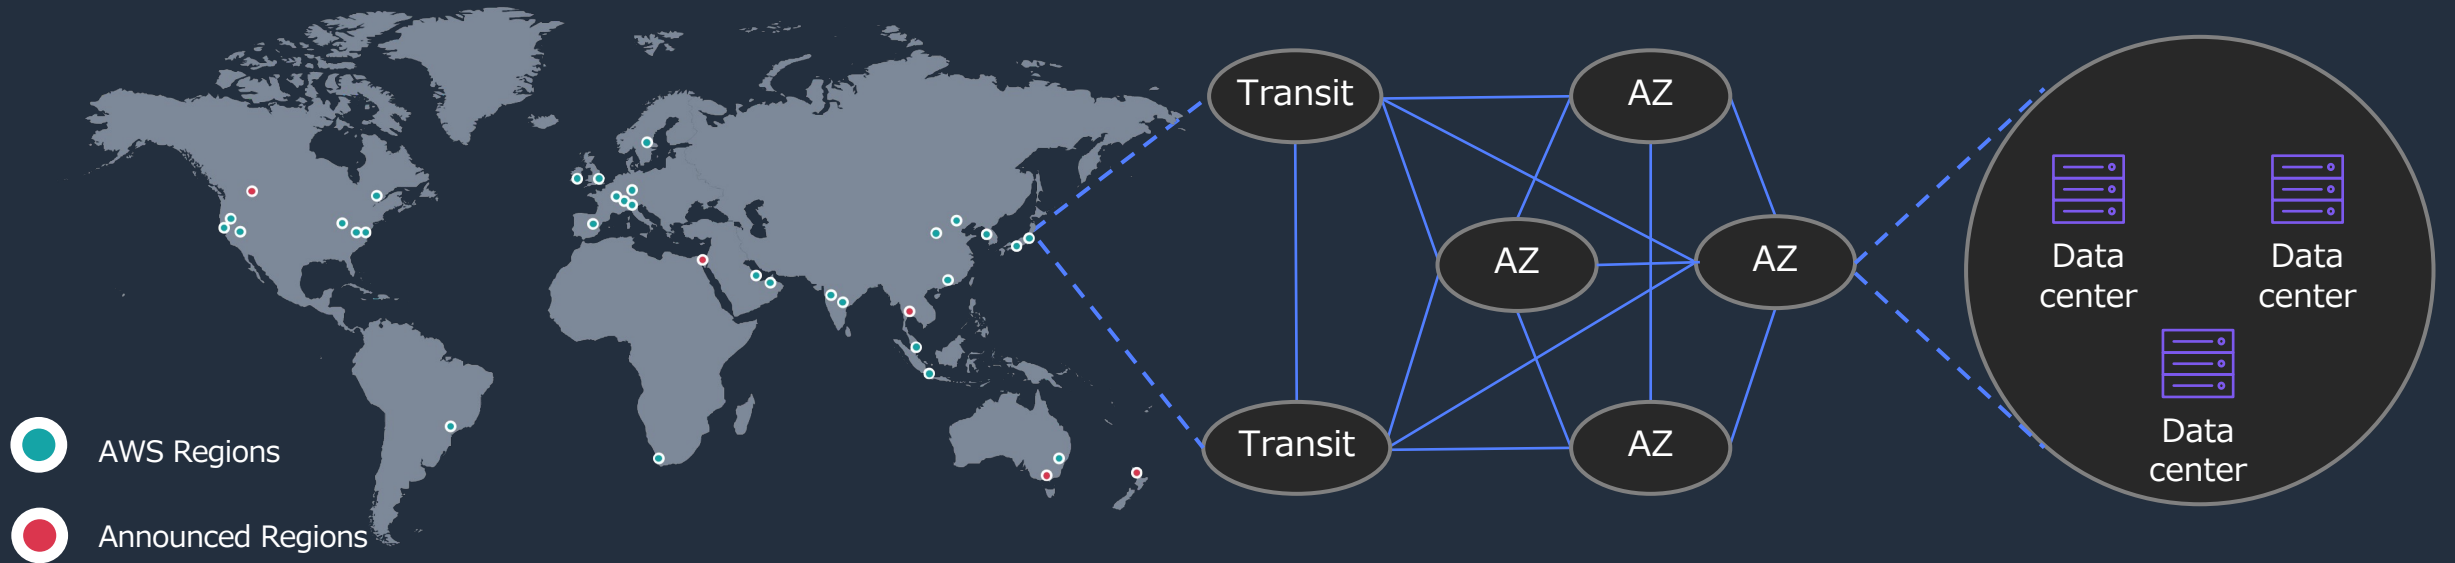 Transit
AZ
AZ
AZ
Transit
AZ
Data
center
Data
center
Data
center
AWS Regions
Announced Regions